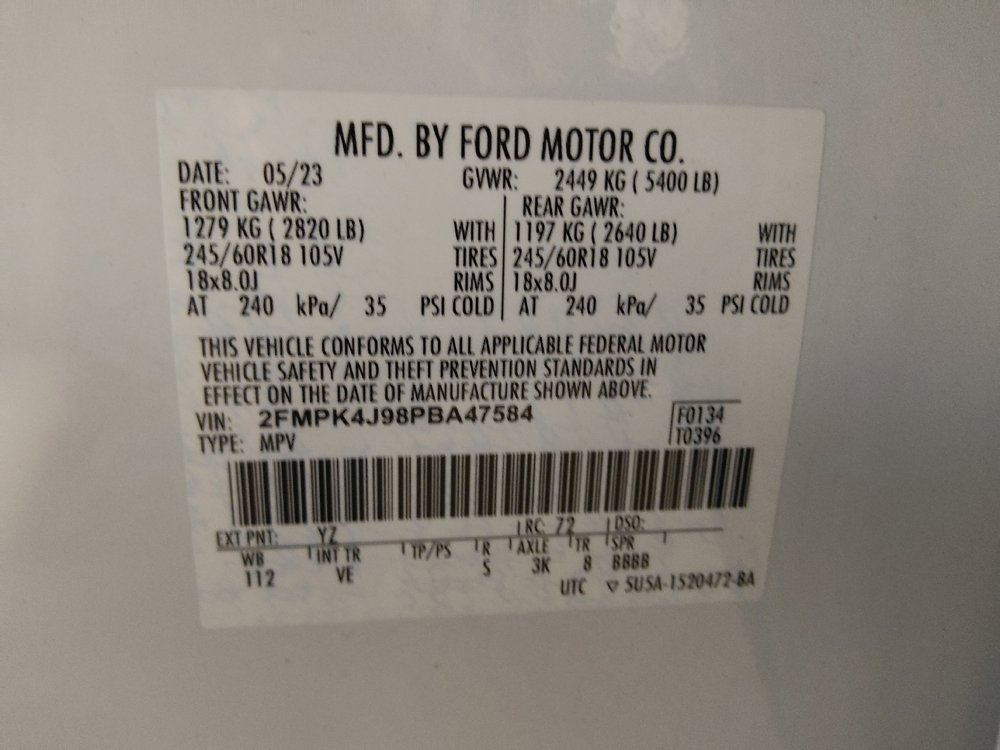 MFD. BY FORD MOTOR CO.
DATE: 05/23 GVWR: 2449 KG ( 5400 LB)
FRONT GAWR: REAR GAWR:
1279 KG ( 2820 LB) WITH 1197 KG ( 2640 LB) WITH
245/60R18 105V TIRES 245/60R18 105V TIRES
18x8.0J RIMS 18x8.0J RIMS
AT 240 kPa/ 35 PSI COLD AT 240 kPa/ 35 PSI COLD
THIS VEHICLE CONFORMS TO ALL APPLICABLE FEDERAL MOTOR
VEHICLE SAFETY AND THEFT PREVENTION STANDARDS IN
EFFECT ON THE DATE OF MANUFACTURE SHOWN ABOVE.
VIN: 2FMPK4J98PBA47584 F0134
TYPE: MPV T0396
EXT PNT: YZ RC: 72 DSO:
WB INT TR TP/PS R AXLE TR SPR
112 VE S 3K 8 BBBB
UTC ▽ 5U5A-1520472-BA